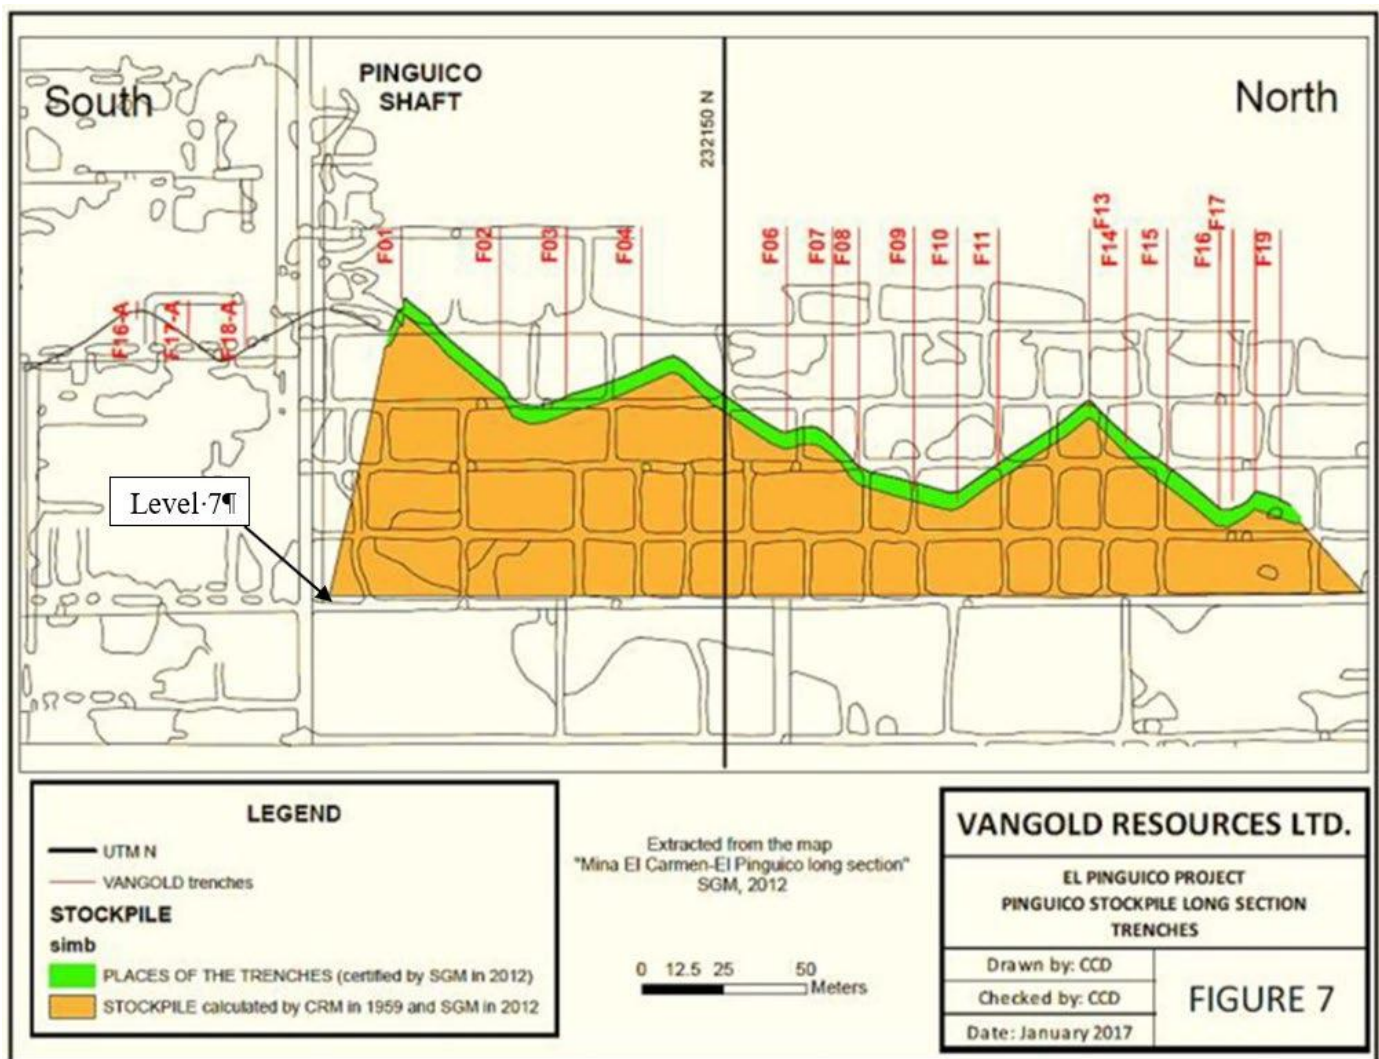 South
PINGUICO
SHAFT
232150 N
North
F01
F02
F03
F04
F06
F07
F08
F09
F10
F11
F13
F14
F15
F16
F17
F19
F16-A
F17-A
F18-A
Level·7¶
LEGEND
UTM N
VANGOLD trenches
STOCKPILE
simb
PLACES OF THE TRENCHES (certified by SGM in 2012)
STOCKPILE calculated by CRM in 1959 and SGM in 2012
Extracted from the map
"Mina El Carmen-El Pinguico long section"
SGM, 2012
0 12.5 25 50
Meters
VANGOLD RESOURCES LTD.
EL PINGUICO PROJECT
PINGUICO STOCKPILE LONG SECTION
TRENCHES
Drawn by: CCD
Checked by: CCD
Date: January 2017
FIGURE 7